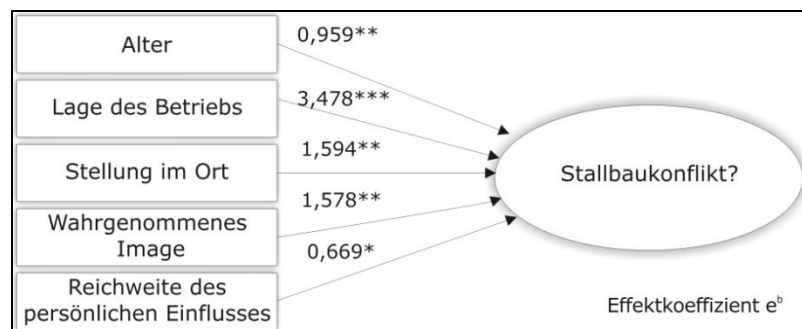 Alter
0,959**
Lage des Betriebs
3,478***
Stellung im Ort
1,594**
Stallbaukonflikt?
Wahrgenommenes
Image
1,578**
Reichweite des
persönlichen Einflusses
0,669*
Effektkoeffizient e^b